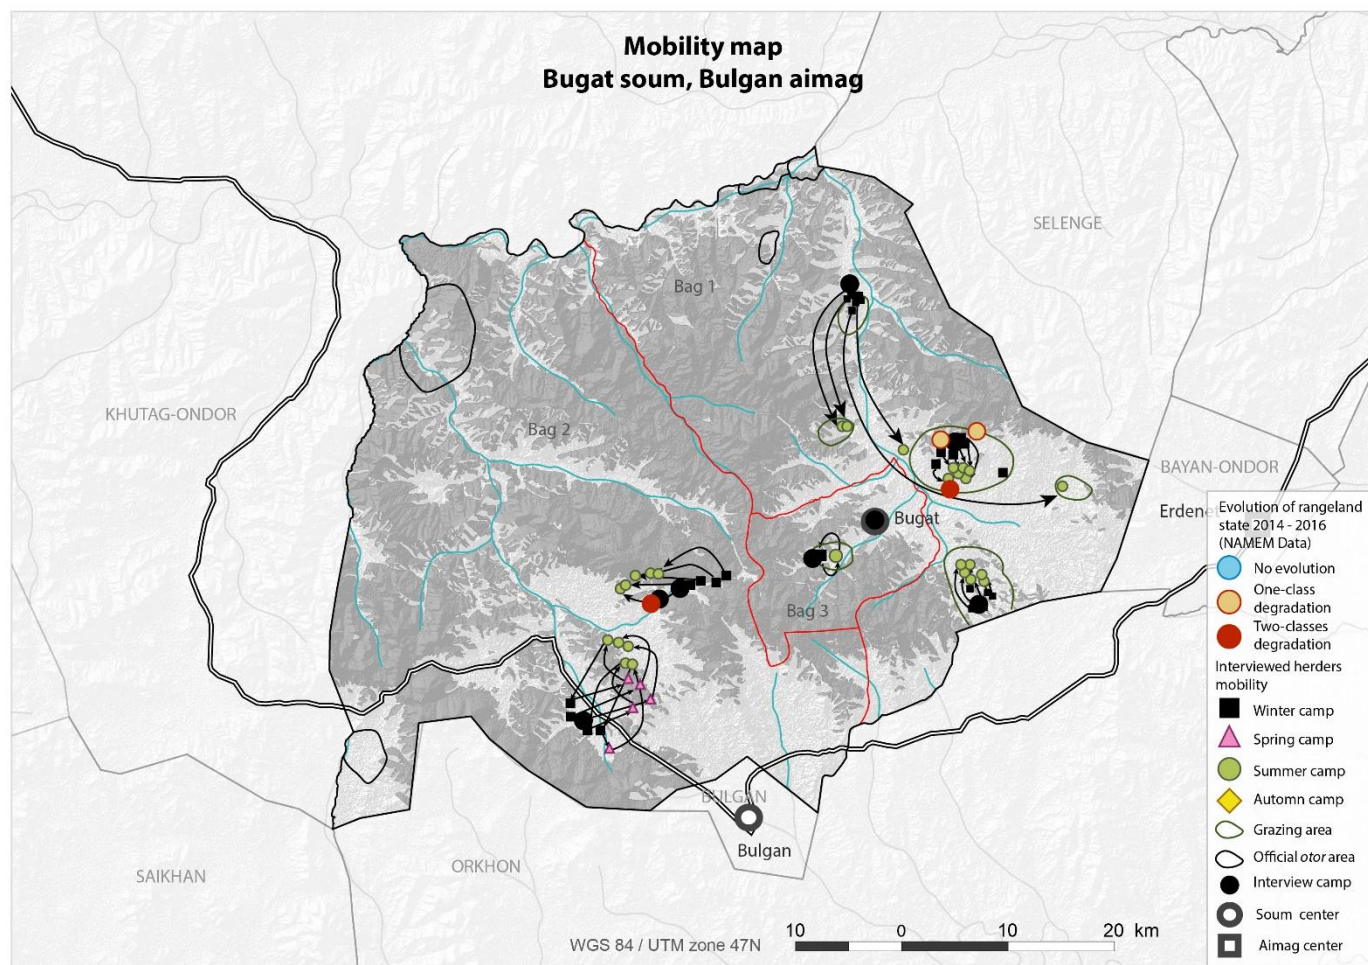 Mobility map
Bugat soum, Bulgan aimag
SELENGE
Bag 1
KHUTAG-ONDOR
Bag 2
BAYAN-ONDOR
Bugat
Bag 3
BULGAN
Bulgan
ORKHON
SAIKHAN
WGS 84 / UTM zone 47N
10 0 10 20 km
Evolution of rangeland
state 2014 - 2016
(NAMEM Data)
No evolution
One-class
degradation
Two-classes
degradation
Interviewed herders
mobility
Winter camp
Spring camp
Summer camp
Automn camp
Grazing area
Official otor area
Interview camp
Soum center
Aimag center